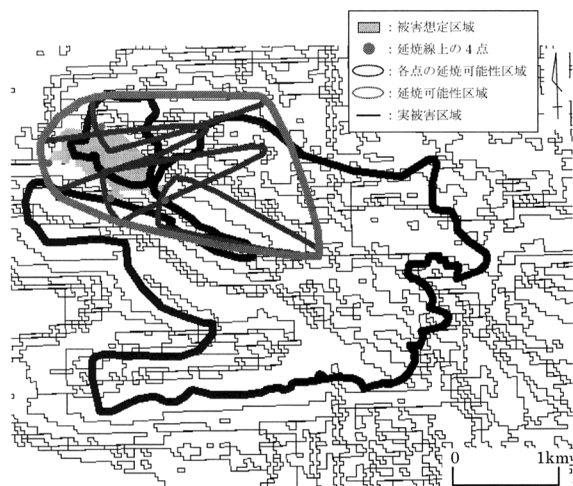 ：被害想定区域
：延焼線上の4点
：各点の延焼可能性区域
：延焼可能性区域
：実被害区域
0 1km